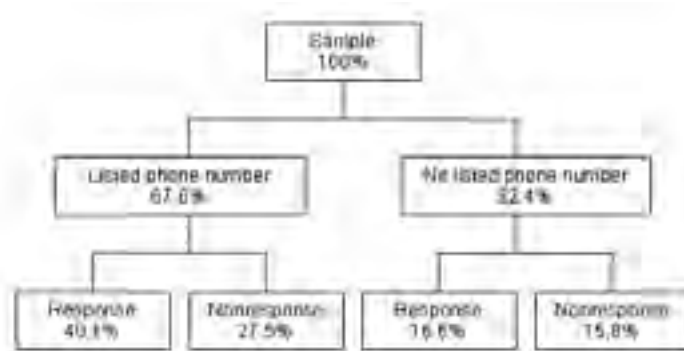 Sample
100%
Listed phone number
67.6%
No listed phone number
32.4%
Response
40.1%
Nonresponse
27.5%
Response
16.6%
Nonresponse
15.8%